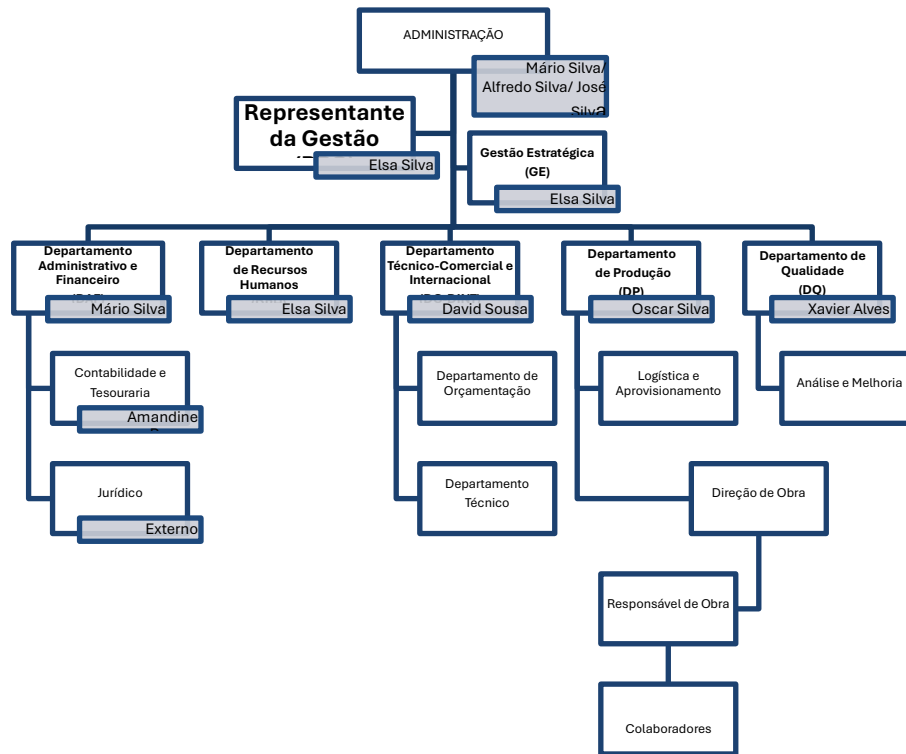 ADMINISTRAÇÃO
Mário Silva/
Alfredo Silva/ José
Silva
Representante
da Gestão
Elsa Silva
Gestão Estratégica
(GE)
Elsa Silva
Departamento
Administrativo e
Financeiro
Mário Silva
Departamento
de Recursos
Humanos
Elsa Silva
Departamento
Técnico-Comercial e
Internacional
David Sousa
Departamento
de Produção
(DP)
Oscar Silva
Departamento de
Qualidade
(DQ)
Xavier Alves
Contabilidade e
Tesouraria
Amandine
Jurídico
Externo
Departamento de
Orçamentação
Departamento
Técnico
Logística e
Aprovisionamento
Direção de Obra
Responsável de Obra
Colaboradores
Análise e Melhoria